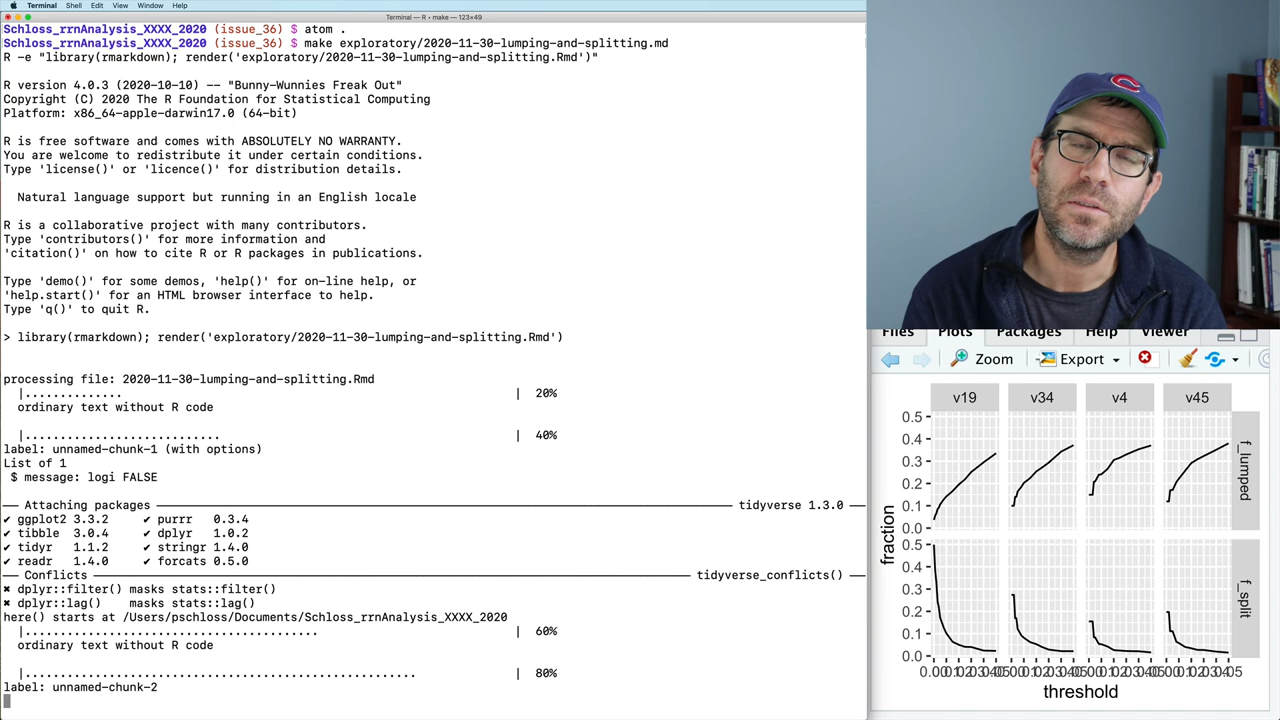 Terminal Shell Edit View Window Help
Terminal — R • make — 123×49
Schloss_rrnAnalysis_XXXX_2020 (issue_36) $ atom .
Schloss_rrnAnalysis_XXXX_2020 (issue_36) $ make exploratory/2020-11-30-lumping-and-splitting.md
R -e "library(rmarkdown); render('exploratory/2020-11-30-lumping-and-splitting.Rmd')"
R version 4.0.3 (2020-10-10) -- "Bunny-Wunnies Freak Out"
Copyright (C) 2020 The R Foundation for Statistical Computing
Platform: x86_64-apple-darwin17.0 (64-bit)
R is free software and comes with ABSOLUTELY NO WARRANTY.
You are welcome to redistribute it under certain conditions.
Type 'license()' or 'licence()' for distribution details.
Natural language support but running in an English locale
R is a collaborative project with many contributors.
Type 'contributors()' for more information and
'citation()' on how to cite R or R packages in publications.
Type 'demo()' for some demos, 'help()' for on-line help, or
'help.start()' for an HTML browser interface to help.
Type 'q()' to quit R.
> library(rmarkdown); render('exploratory/2020-11-30-lumping-and-splitting.Rmd')
processing file: 2020-11-30-lumping-and-splitting.Rmd
|.............. | 20%
ordinary text without R code
|............................ | 40%
label: unnamed-chunk-1 (with options)
List of 1
$ message: logi FALSE
── Attaching packages ── tidyverse 1.3.0 ──
✔ ggplot2 3.3.2 ✔ purrr 0.3.4
✔ tibble 3.0.4 ✔ dplyr 1.0.2
✔ tidyr 1.1.2 ✔ stringr 1.4.0
✔ readr 1.4.0 ✔ forcats 0.5.0
── Conflicts ── tidyverse_conflicts() ──
✖ dplyr::filter() masks stats::filter()
✖ dplyr::lag() masks stats::lag()
here() starts at /Users/pschloss/Documents/Schloss_rrnAnalysis_XXXX_2020
|.......................................... | 60%
ordinary text without R code
|........................................................ | 80%
label: unnamed-chunk-2
C
Files Plots Packages Help Viewer
Zoom Export
v19 v34 v4 v45
0.5
0.4
0.3
0.2
0.1
0.0
f_lumped
fraction
0.5
0.4
0.3
0.2
0.1
0.0
f_split
threshold